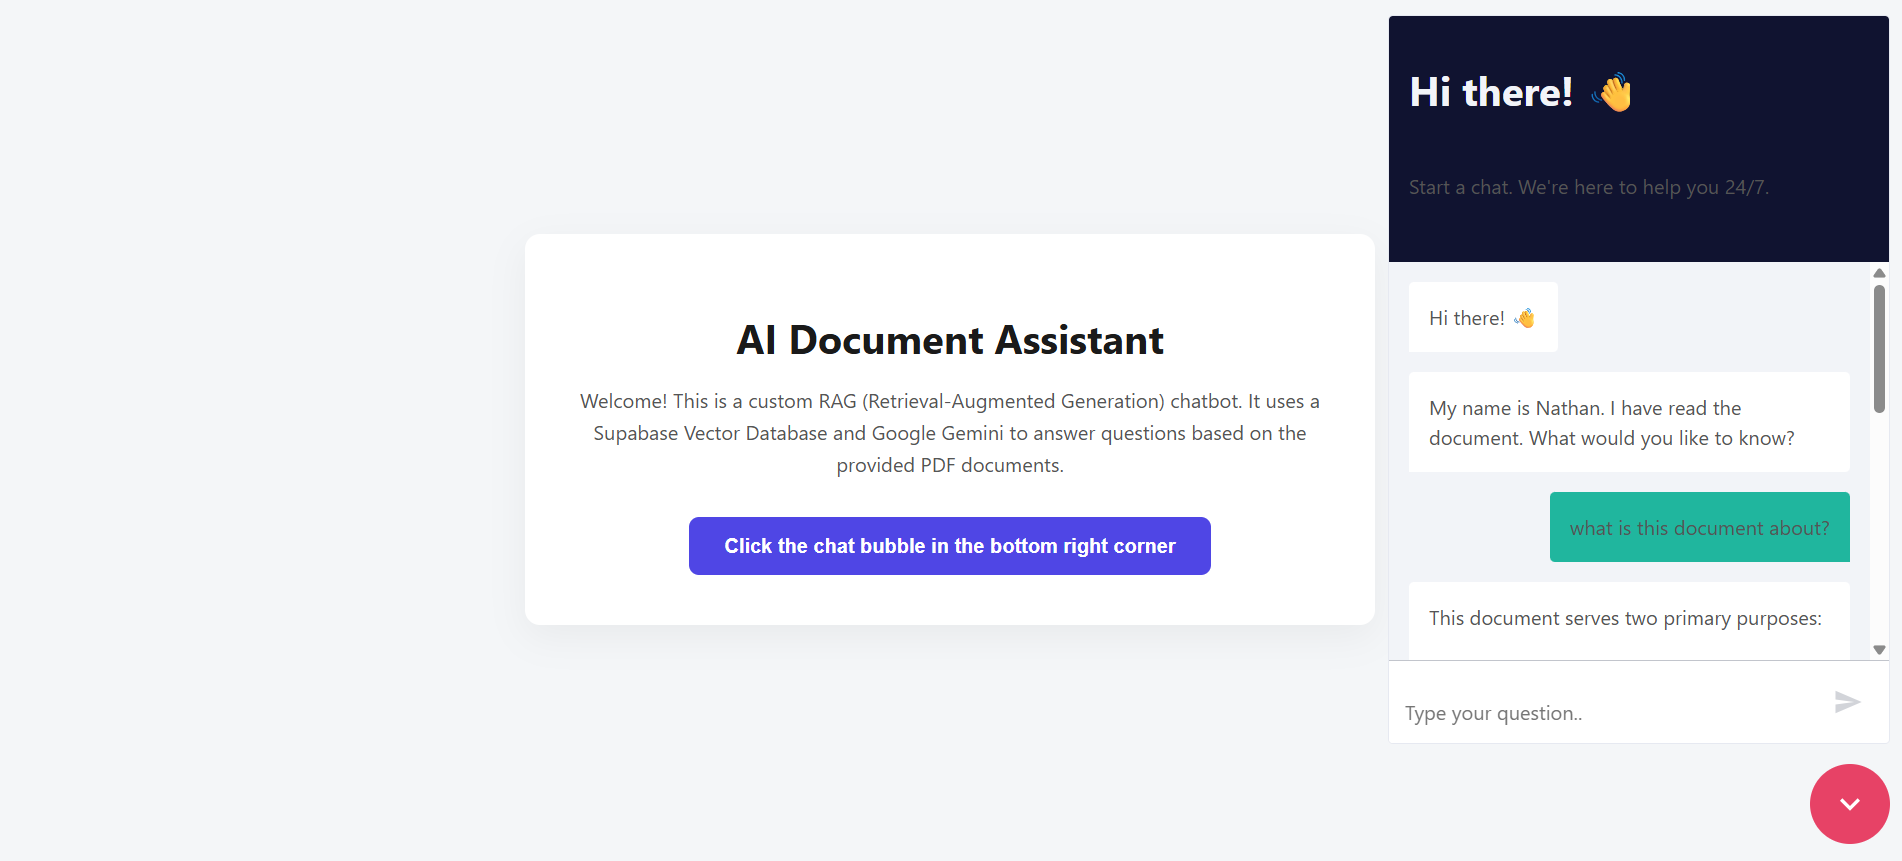 AI Document Assistant
Welcome! This is a custom RAG (Retrieval-Augmented Generation) chatbot. It uses a
Supabase Vector Database and Google Gemini to answer questions based on the
provided PDF documents.
Click the chat bubble in the bottom right corner
Hi there! 👋
Start a chat. We're here to help you 24/7.
Hi there! 👋
My name is Nathan. I have read the
document. What would you like to know?
what is this document about?
This document serves two primary purposes:
Type your question..